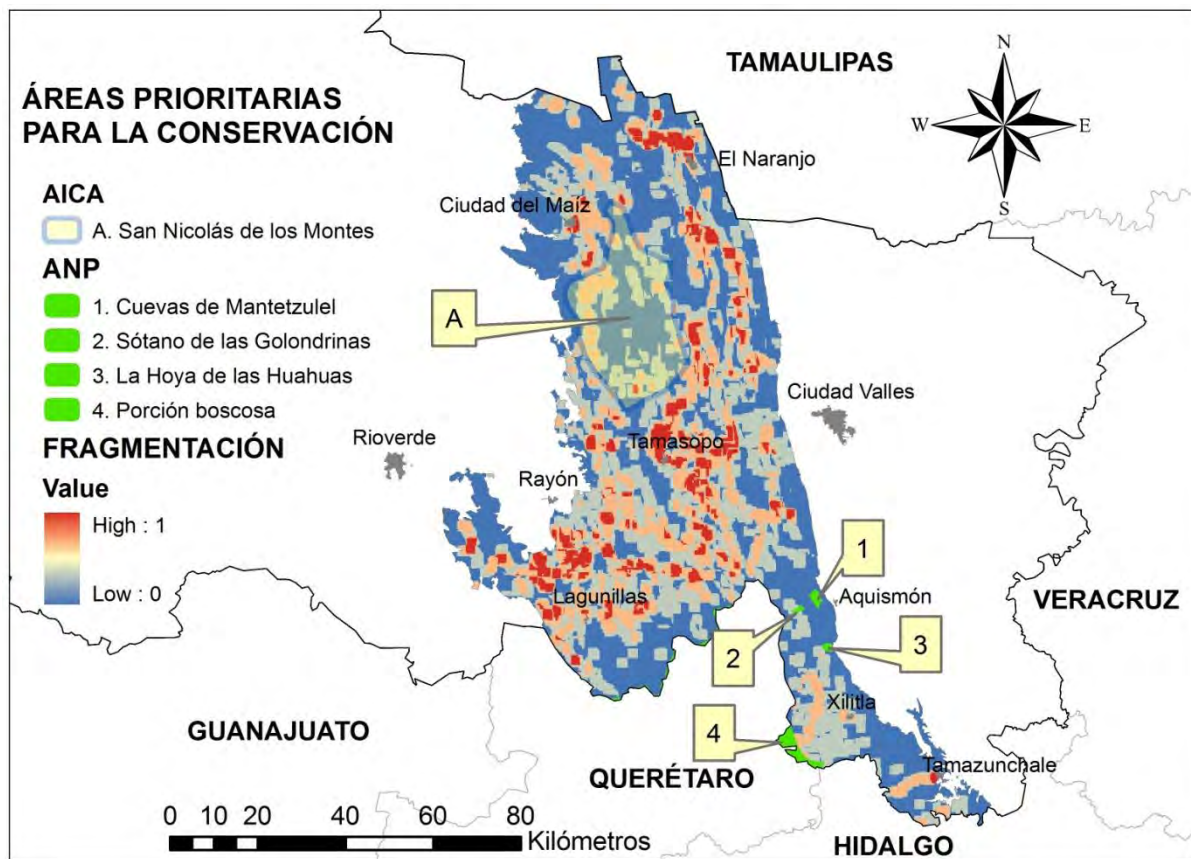 ÁREAS PRIORITARIAS
PARA LA CONSERVACIÓN
AICA
A. San Nicolás de los Montes
ANP
1. Cuevas de Mantetzulel
2. Sótano de las Golondrinas
3. La Hoya de las Huahuas
4. Porción boscosa
FRAGMENTACIÓN
Value
High : 1
Low : 0
TAMAULIPAS
N
W
E
S
El Naranjo
Ciudad del Maíz
A
Ciudad Valles
Rioverde
Tamasopo
Rayón
1
Lagunillas
Aquismón
VERACRUZ
2
3
Xilitla
GUANAJUATO
4
QUERÉTARO
Tamazunchale
0 10 20 40 60 80
Kilómetros
HIDALGO